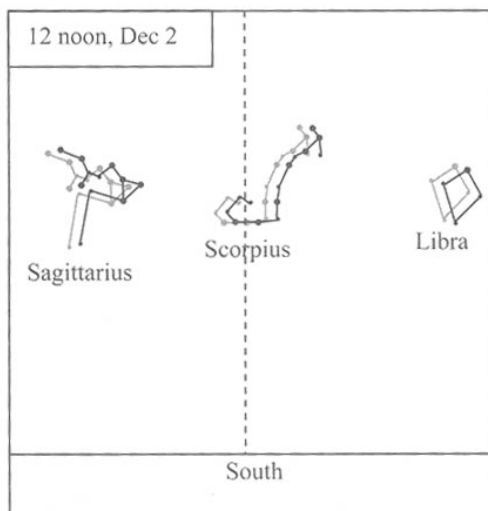 12 noon, Dec 2
Sagittarius
Scorpius
Libra
South